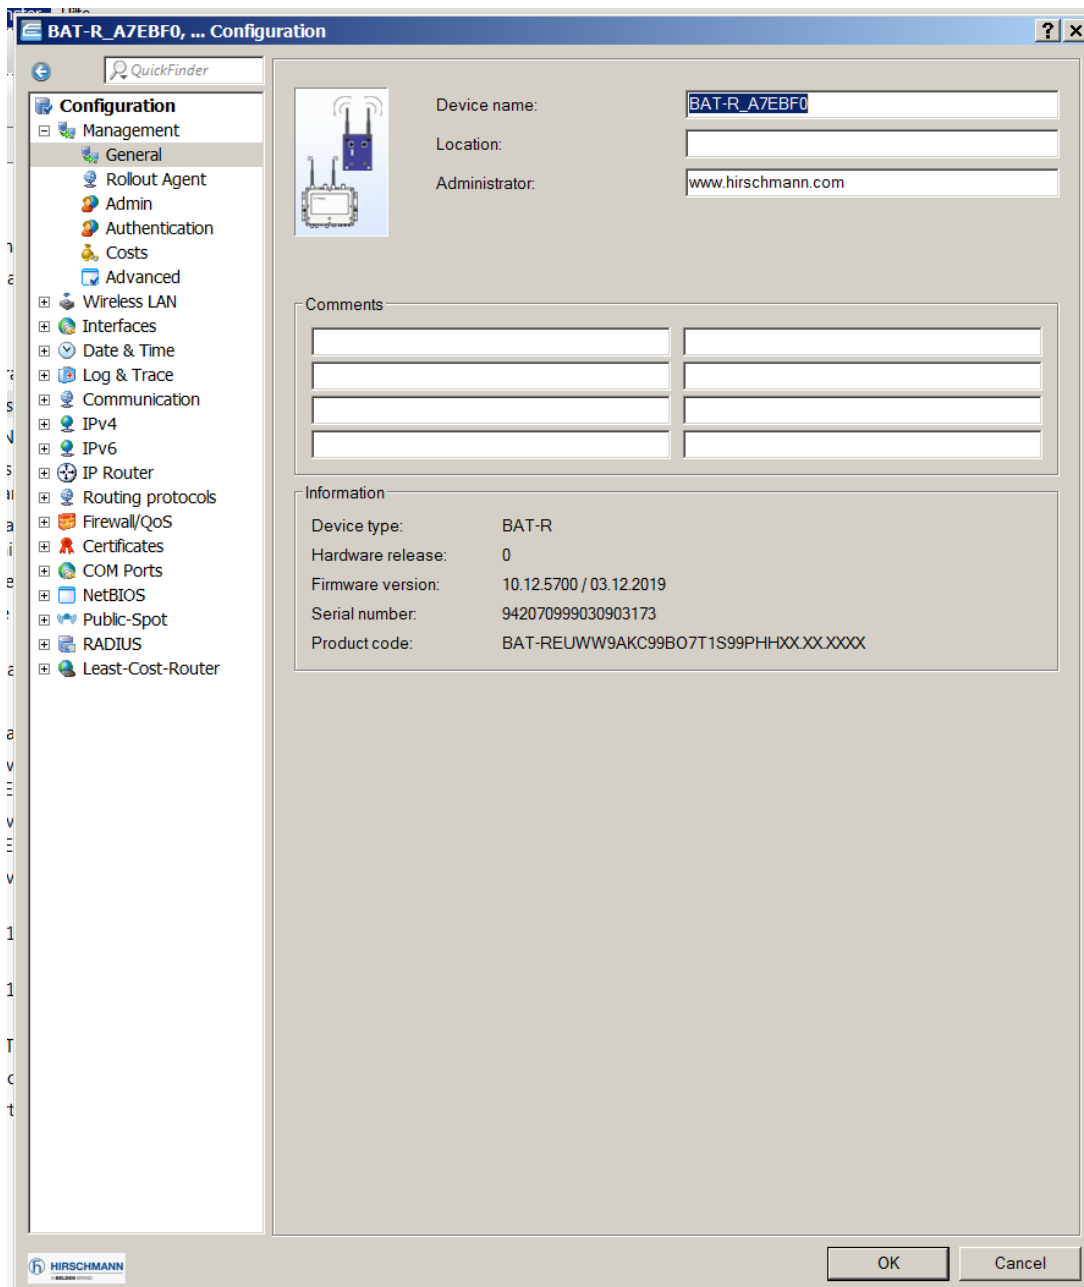 BAT-R_A7EBF0, ... Configuration
QuickFinder
Configuration
Management
General
Rollout Agent
Admin
Authentication
Costs
Advanced
Wireless LAN
Interfaces
Date & Time
Log & Trace
Communication
IPv4
IPv6
IP Router
Routing protocols
Firewall/QoS
Certificates
COM Ports
NetBIOS
Public-Spot
RADIUS
Least-Cost-Router
Device name: BAT-R_A7EBF0
Location:
Administrator: www.hirschmann.com
Comments
Information
Device type: BAT-R
Hardware release: 0
Firmware version: 10.12.5700 / 03.12.2019
Serial number: 942070999030903173
Product code: BAT-REUWW9AKC99BO7T1S99PHHXX.XX.XXXX
HIRSCHMANN
A BELDEN BRAND
OK Cancel